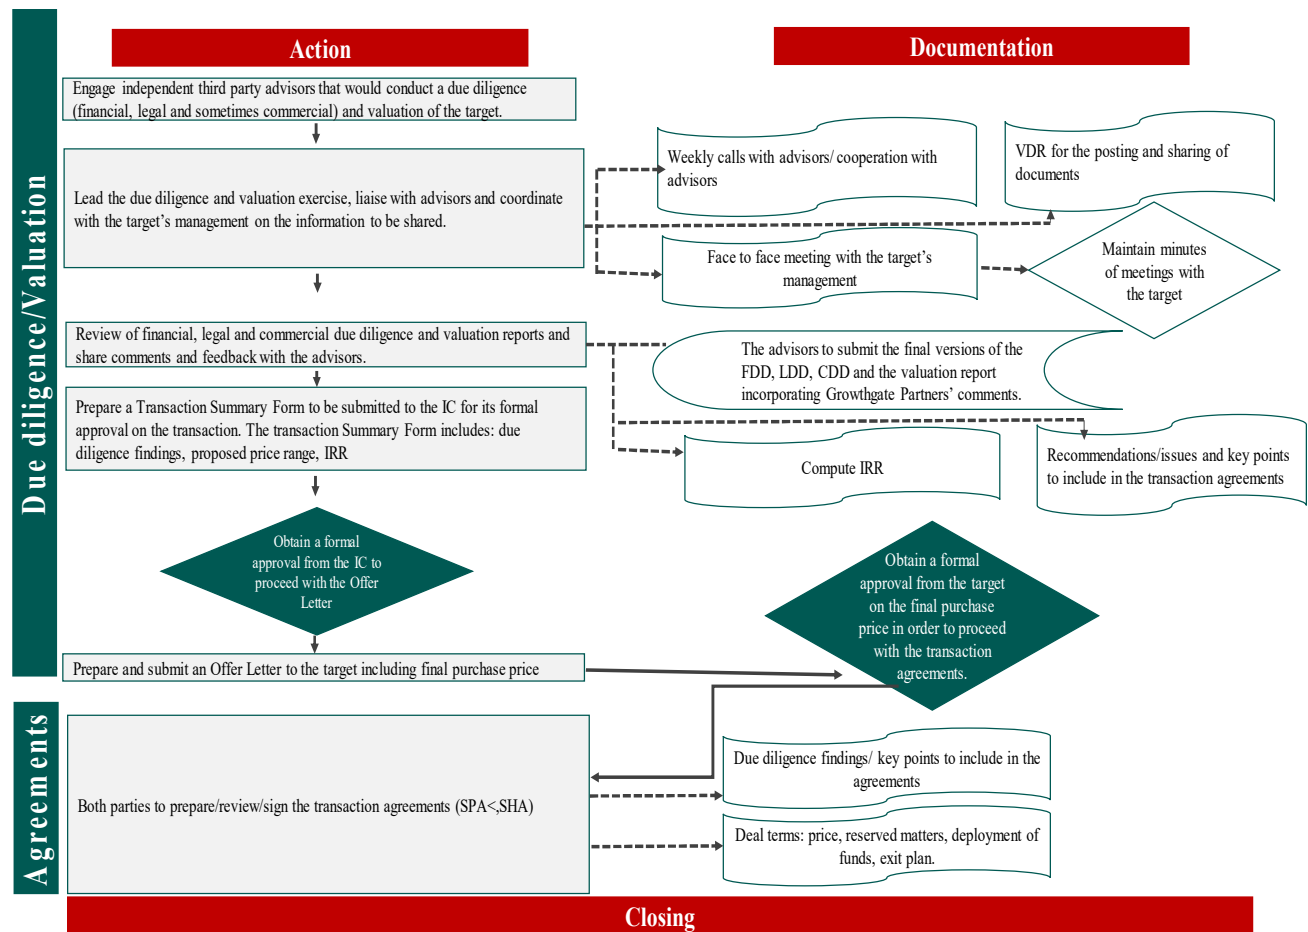 Due diligence/Valuation
Action
Documentation
Engage independent third party advisors that would conduct a due diligence
(financial, legal and sometimes commercial) and valuation of the target.
Lead the due diligence and valuation exercise, liaise with advisors and coordinate
with the target's management on the information to be shared.
Weekly calls with advisors/ cooperation with
advisors
VDR for the posting and sharing of
documents
Face to face meeting with the target's
management
Maintain minutes
of meetings with
the target
Review of financial, legal and commercial due diligence and valuation reports and
share comments and feedback with the advisors.
The advisors to submit the final versions of the
FDD, LDD, CDD and the valuation report
incorporating Growthgate Partners' comments.
Prepare a Transaction Summary Form to be submitted to the IC for its formal
approval on the transaction. The transaction Summary Form includes: due
diligence findings, proposed price range, IRR
Compute IRR
Recommendations/issues and key points
to include in the transaction agreements
Obtain a formal
approval from the IC to
proceed with the Offer
Letter
Obtain a formal
approval from the target
on the final purchase
price in order to proceed
with the transaction
agreements.
Prepare and submit an Offer Letter to the target including final purchase price
Agreements
Both parties to prepare/review/sign the transaction agreements (SPA<,SHA)
Due diligence findings/ key points to include in the
agreements
Deal terms: price, reserved matters, deployment of
funds, exit plan.
Closing